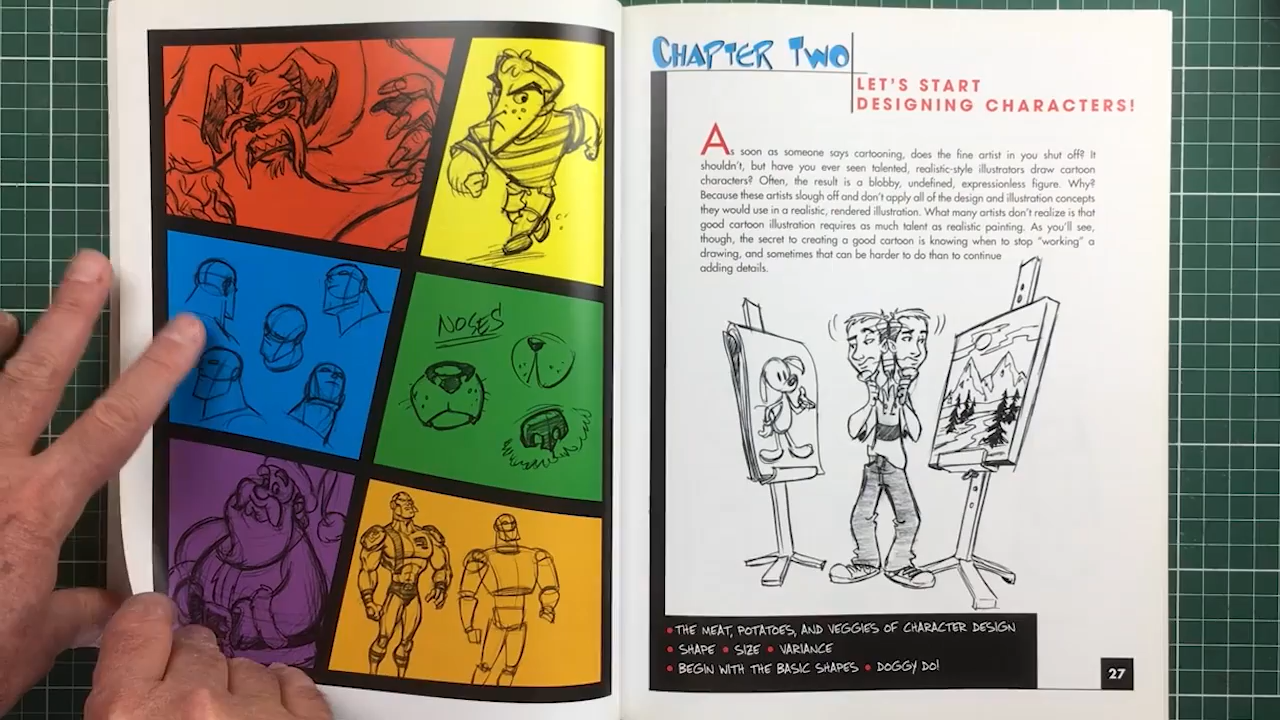 NOSES
CHAPTER TWO
LET'S START
DESIGNING CHARACTERS!
As soon as someone says cartooning, does the fine artist in you shut off? It
shouldn't, but have you ever seen talented, realistic-style illustrators draw cartoon
characters? Often, the result is a blobby, undefined, expressionless figure. Why?
Because these artists slough off and don't apply all of the design and illustration concepts
they would use in a realistic, rendered illustration. What many artists don't realize is that
good cartoon illustration requires as much talent as realistic painting. As you'll see,
though, the secret to creating a good cartoon is knowing when to stop "working" a
drawing, and sometimes that can be harder to do than to continue
adding details.
• THE MEAT, POTATOES, AND VEGGIES OF CHARACTER DESIGN
• SHAPE • SIZE • VARIANCE
• BEGIN WITH THE BASIC SHAPES • DOGGY DO!
27